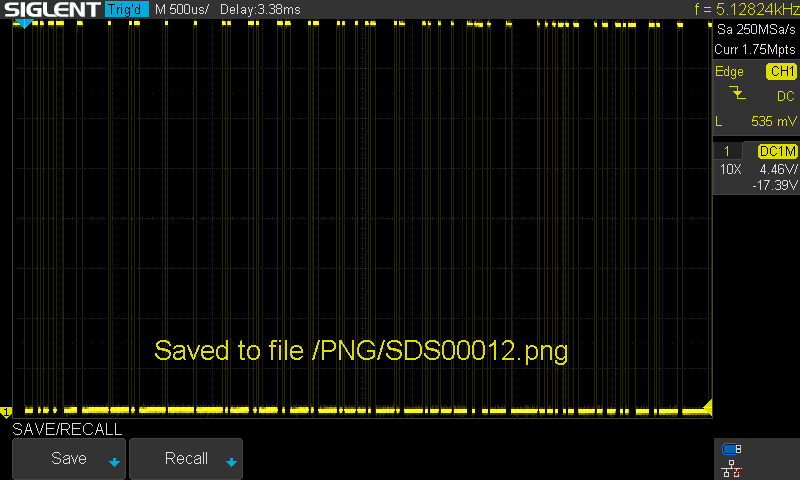 SIGLENT Trig'd M 500us/ Delay:3.38ms f = 5.12824kHz
Sa 250MSa/s
Curr 1.75Mpts
Edge CH1
DC
L 535 mV
1 DC1M
10X 4.46V/
-17.39V
Saved to file /PNG/SDS00012.png
1
SAVE/RECALL
Save Recall